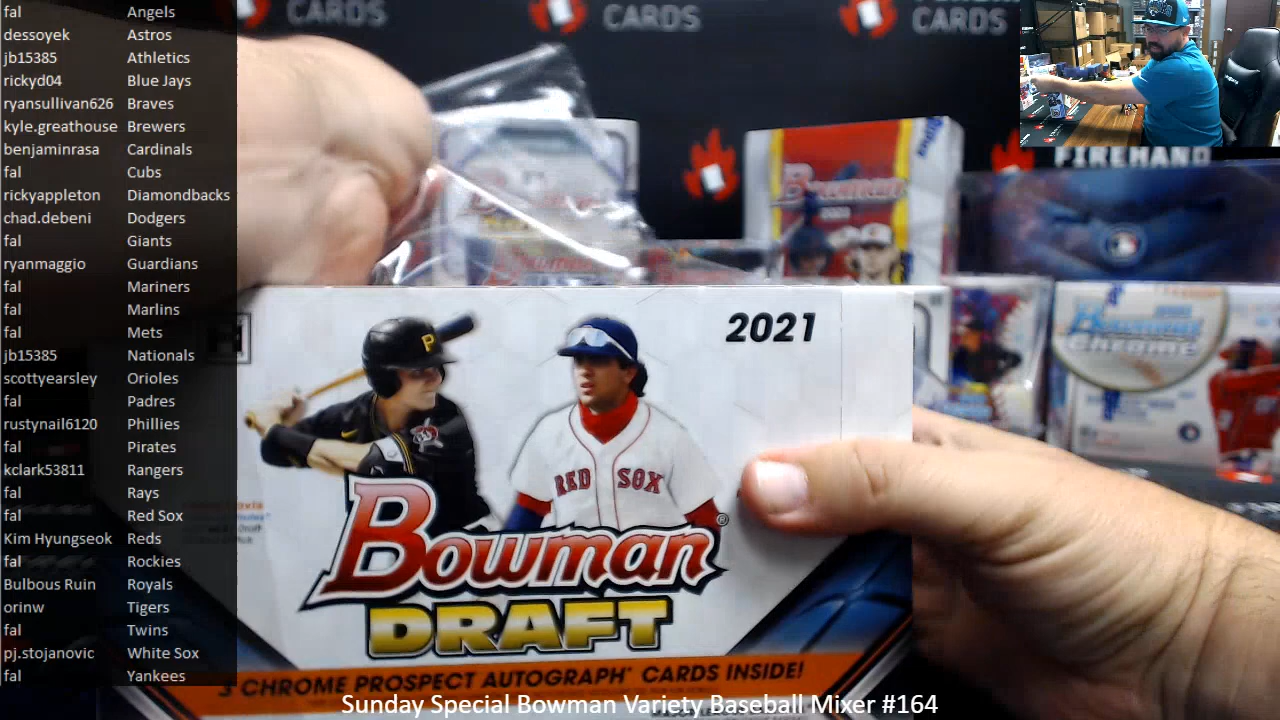 fal Angels
dessoyek Astros
jb15385 Athletics
rickyd04 Blue Jays
ryansullivan626 Braves
kyle.greathouse Brewers
benjaminrasa Cardinals
fal Cubs
rickyappleton Diamondbacks
chad.debeni Dodgers
fal Giants
ryanmaggio Guardians
fal Mariners
fal Marlins
fal Mets
jb15385 Nationals
scottyearsley Orioles
fal Padres
rustynail6120 Phillies
fal Pirates
kclark53811 Rangers
fal Rays
fal Red Sox
Kim Hyungseok Reds
fal Rockies
Bulbous Ruin Royals
orinw Tigers
fal Twins
pj.stojanovic White Sox
fal Yankees
CARDS
CARDS
CARDS
FIREHAND
Bowman
Bowman
Chrome
2021
P
RED SOX
Bowman®
DRAFT
3 CHROME PROSPECT AUTOGRAPH* CARDS INSIDE!
Sunday Special Bowman Variety Baseball Mixer #164